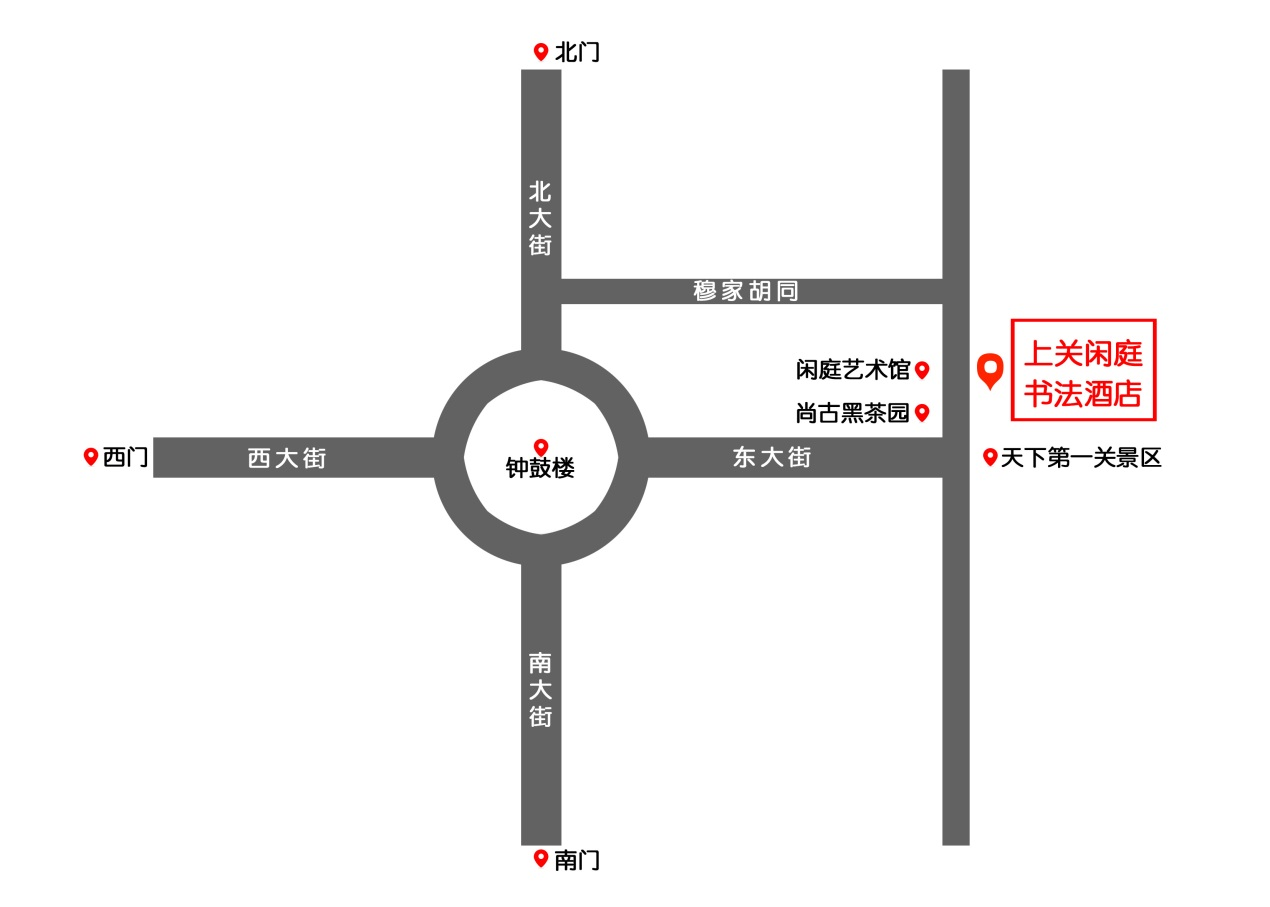 北门
北大街
穆家胡同
上关闲庭
书法酒店
闲庭艺术馆
尚古黑茶园
西门
西大街
钟鼓楼
东大街
天下第一关景区
南大街
南门